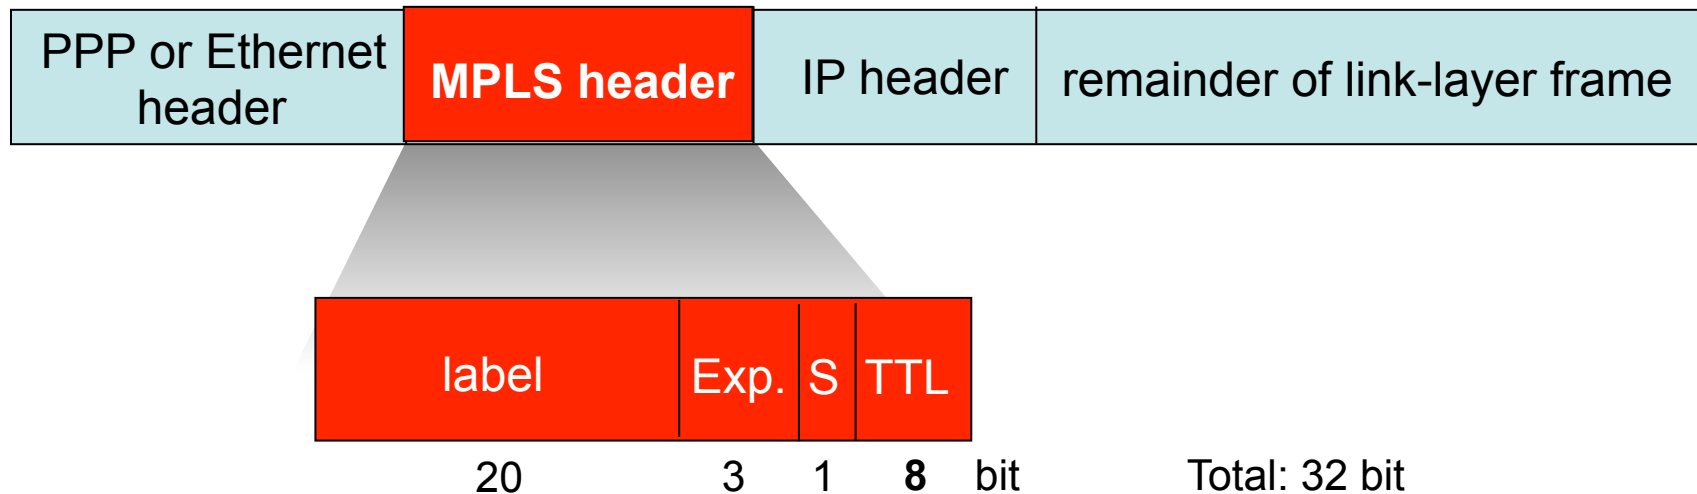 PPP or Ethernet
header
MPLS header
IP header
remainder of link-layer frame
label
Exp.
S
TTL
20 3 1 8 bit Total: 32 bit